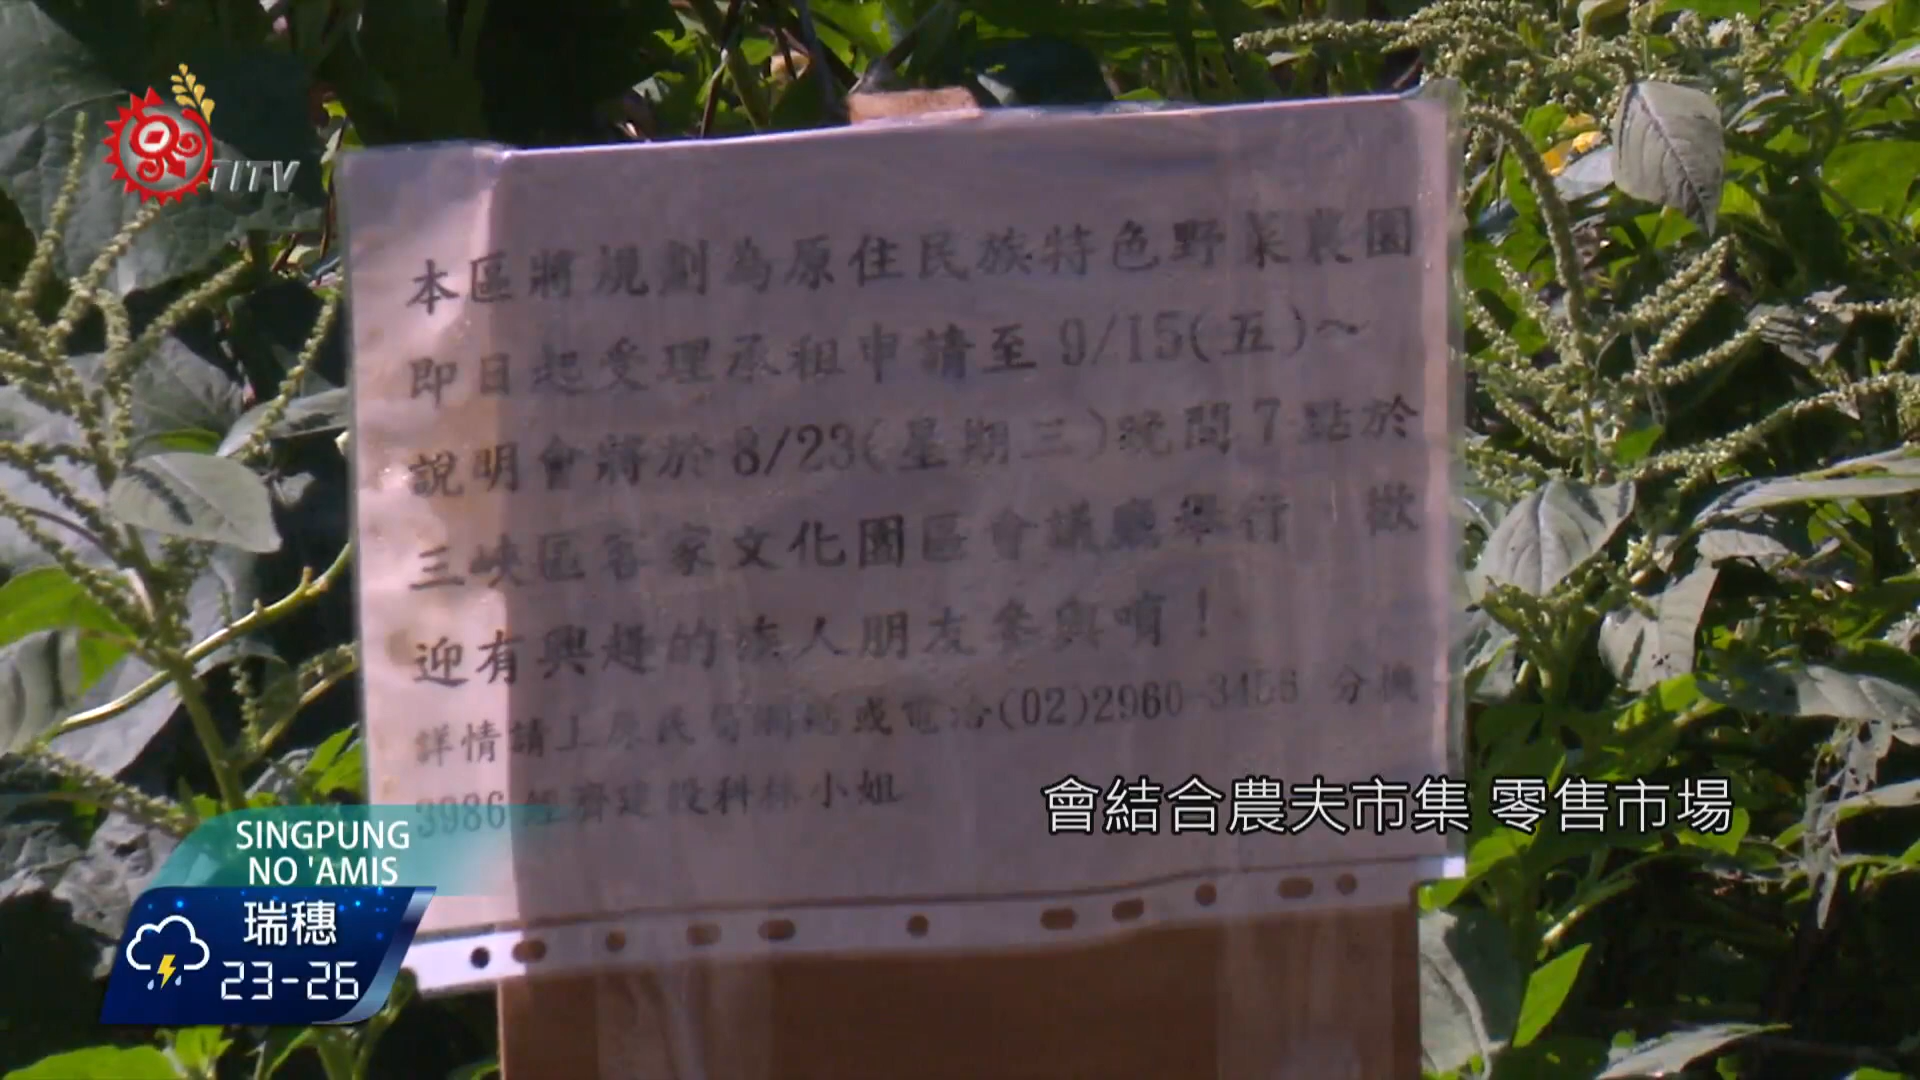 TITV
本區將規劃為原住民族特色野菜農園
即日起受理承租申請至9/15(五)～
說明會將於8/23(星期三)晚間7點於
三峽區客家文化園區會議廳舉行 歡
迎有興趣的族人朋友參與唷！
詳情請上原民局網站或電洽(02)2960-3456 分機
3986 經濟建設科林小姐
會結合農夫市集 零售市場
SINGPUNG
NO 'AMIS
瑞穗
23-26